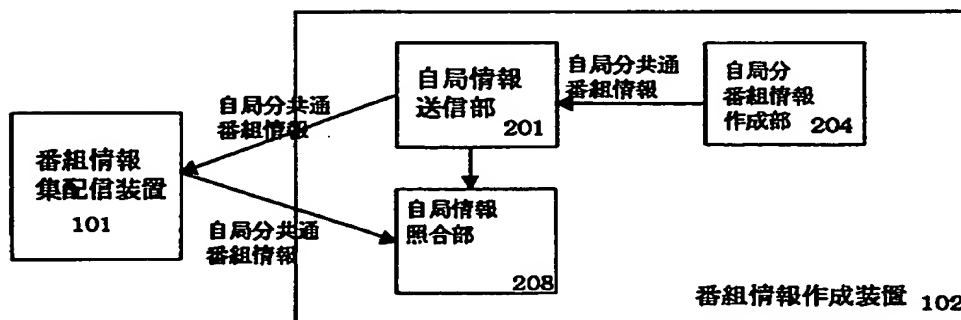 番組情報
集配信装置
101
自局分共通
番組情報
自局分共通
番組情報
自局情報
送信部
201
自局分共通
番組情報
自局分
番組情報
作成部 204
自局情報
照合部
208
番組情報作成装置 102